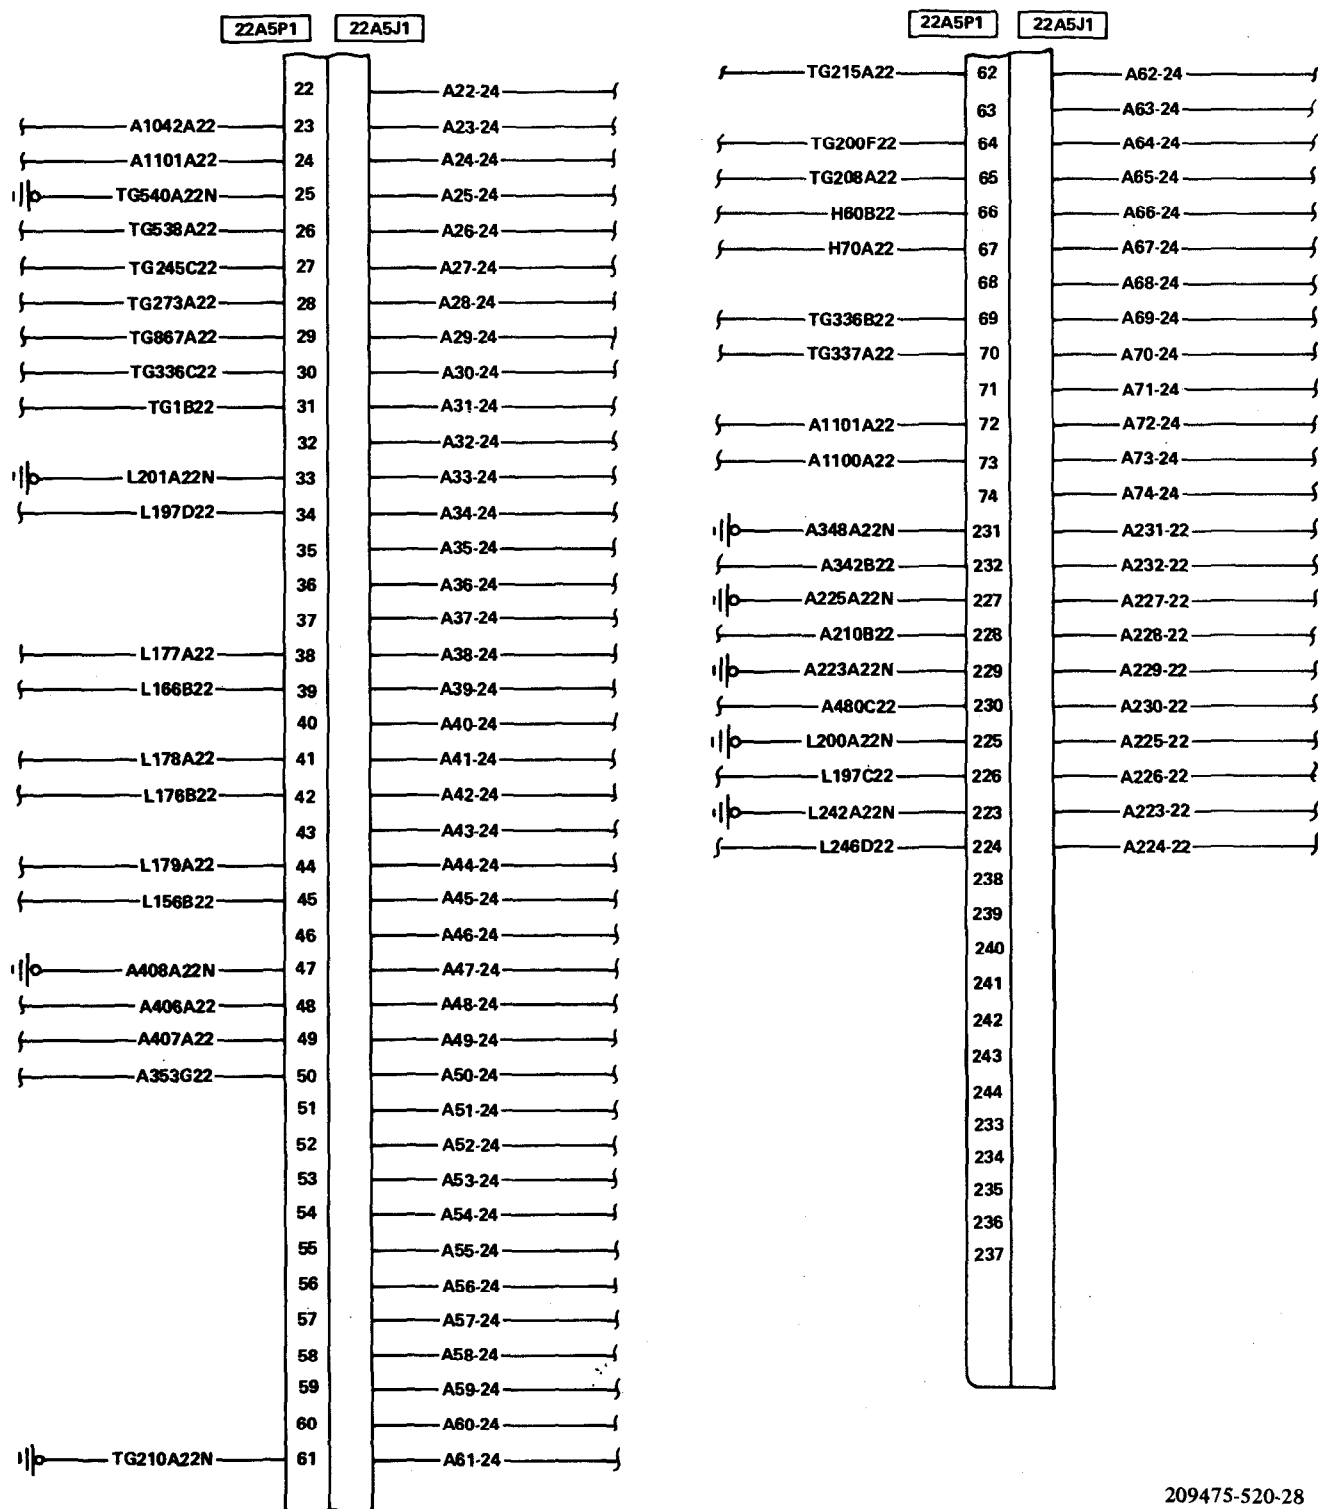 22A5P1 22A5J1
22 A22-24
A1042A22 23 A23-24
A1101A22 24 A24-24
TG540A22N 25 A25-24
TG538A22 26 A26-24
TG245C22 27 A27-24
TG273A22 28 A28-24
TG867A22 29 A29-24
TG336C22 30 A30-24
TG1B22 31 A31-24
32 A32-24
L201A22N 33 A33-24
L197D22 34 A34-24
35 A35-24
36 A36-24
37 A37-24
L177A22 38 A38-24
L166B22 39 A39-24
40 A40-24
L178A22 41 A41-24
L176B22 42 A42-24
43 A43-24
L179A22 44 A44-24
L156B22 45 A45-24
46 A46-24
A408A22N 47 A47-24
A406A22 48 A48-24
A407A22 49 A49-24
A353G22 50 A50-24
51 A51-24
52 A52-24
53 A53-24
54 A54-24
55 A55-24
56 A56-24
57 A57-24
58 A58-24
59 A59-24
60 A60-24
TG210A22N 61 A61-24
22A5P1 22A5J1
TG215A22 62 A62-24
63 A63-24
TG200F22 64 A64-24
TG208A22 65 A65-24
H60B22 66 A66-24
H70A22 67 A67-24
68 A68-24
TG336B22 69 A69-24
TG337A22 70 A70-24
71 A71-24
A1101A22 72 A72-24
A1100A22 73 A73-24
74 A74-24
A348A22N 231 A231-22
A342B22 232 A232-22
A225A22N 227 A227-22
A210B22 228 A228-22
A223A22N 229 A229-22
A480C22 230 A230-22
L200A22N 225 A225-22
L197C22 226 A226-22
L242A22N 223 A223-22
L246D22 224 A224-22
238
239
240
241
242
243
244
233
234
235
236
237
209475-520-28